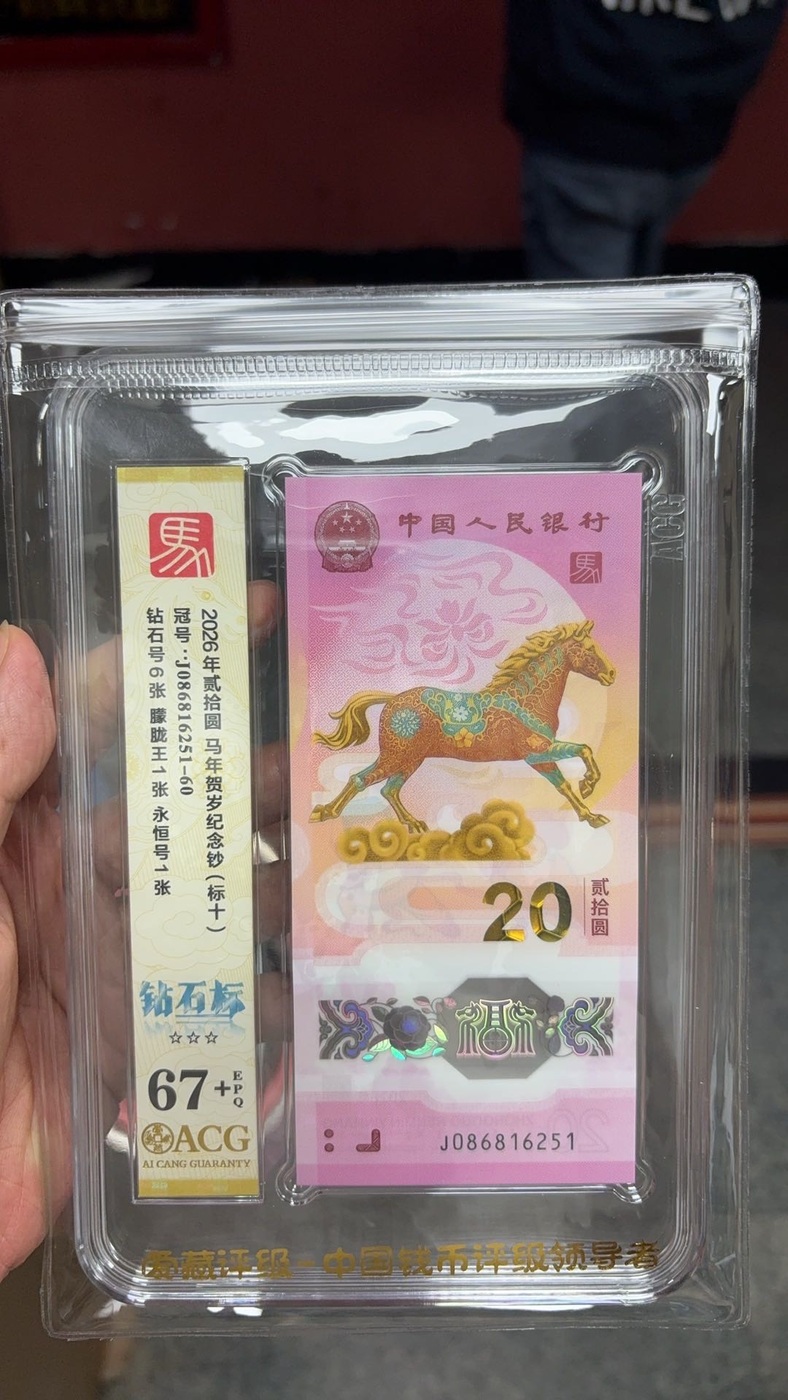 馬
2026年贰拾圆 马年贺岁纪念钞（标十）
冠号：J086816251-60
钻石号6张 朦胧王1张 永恒号1张
钻石标
☆☆☆
67+EPQ
ACG
AI CANG GUARANTY
中国人民银行
馬
20
贰拾圆
J086816251
ACG
爱藏评级-中国钱币评级领导者